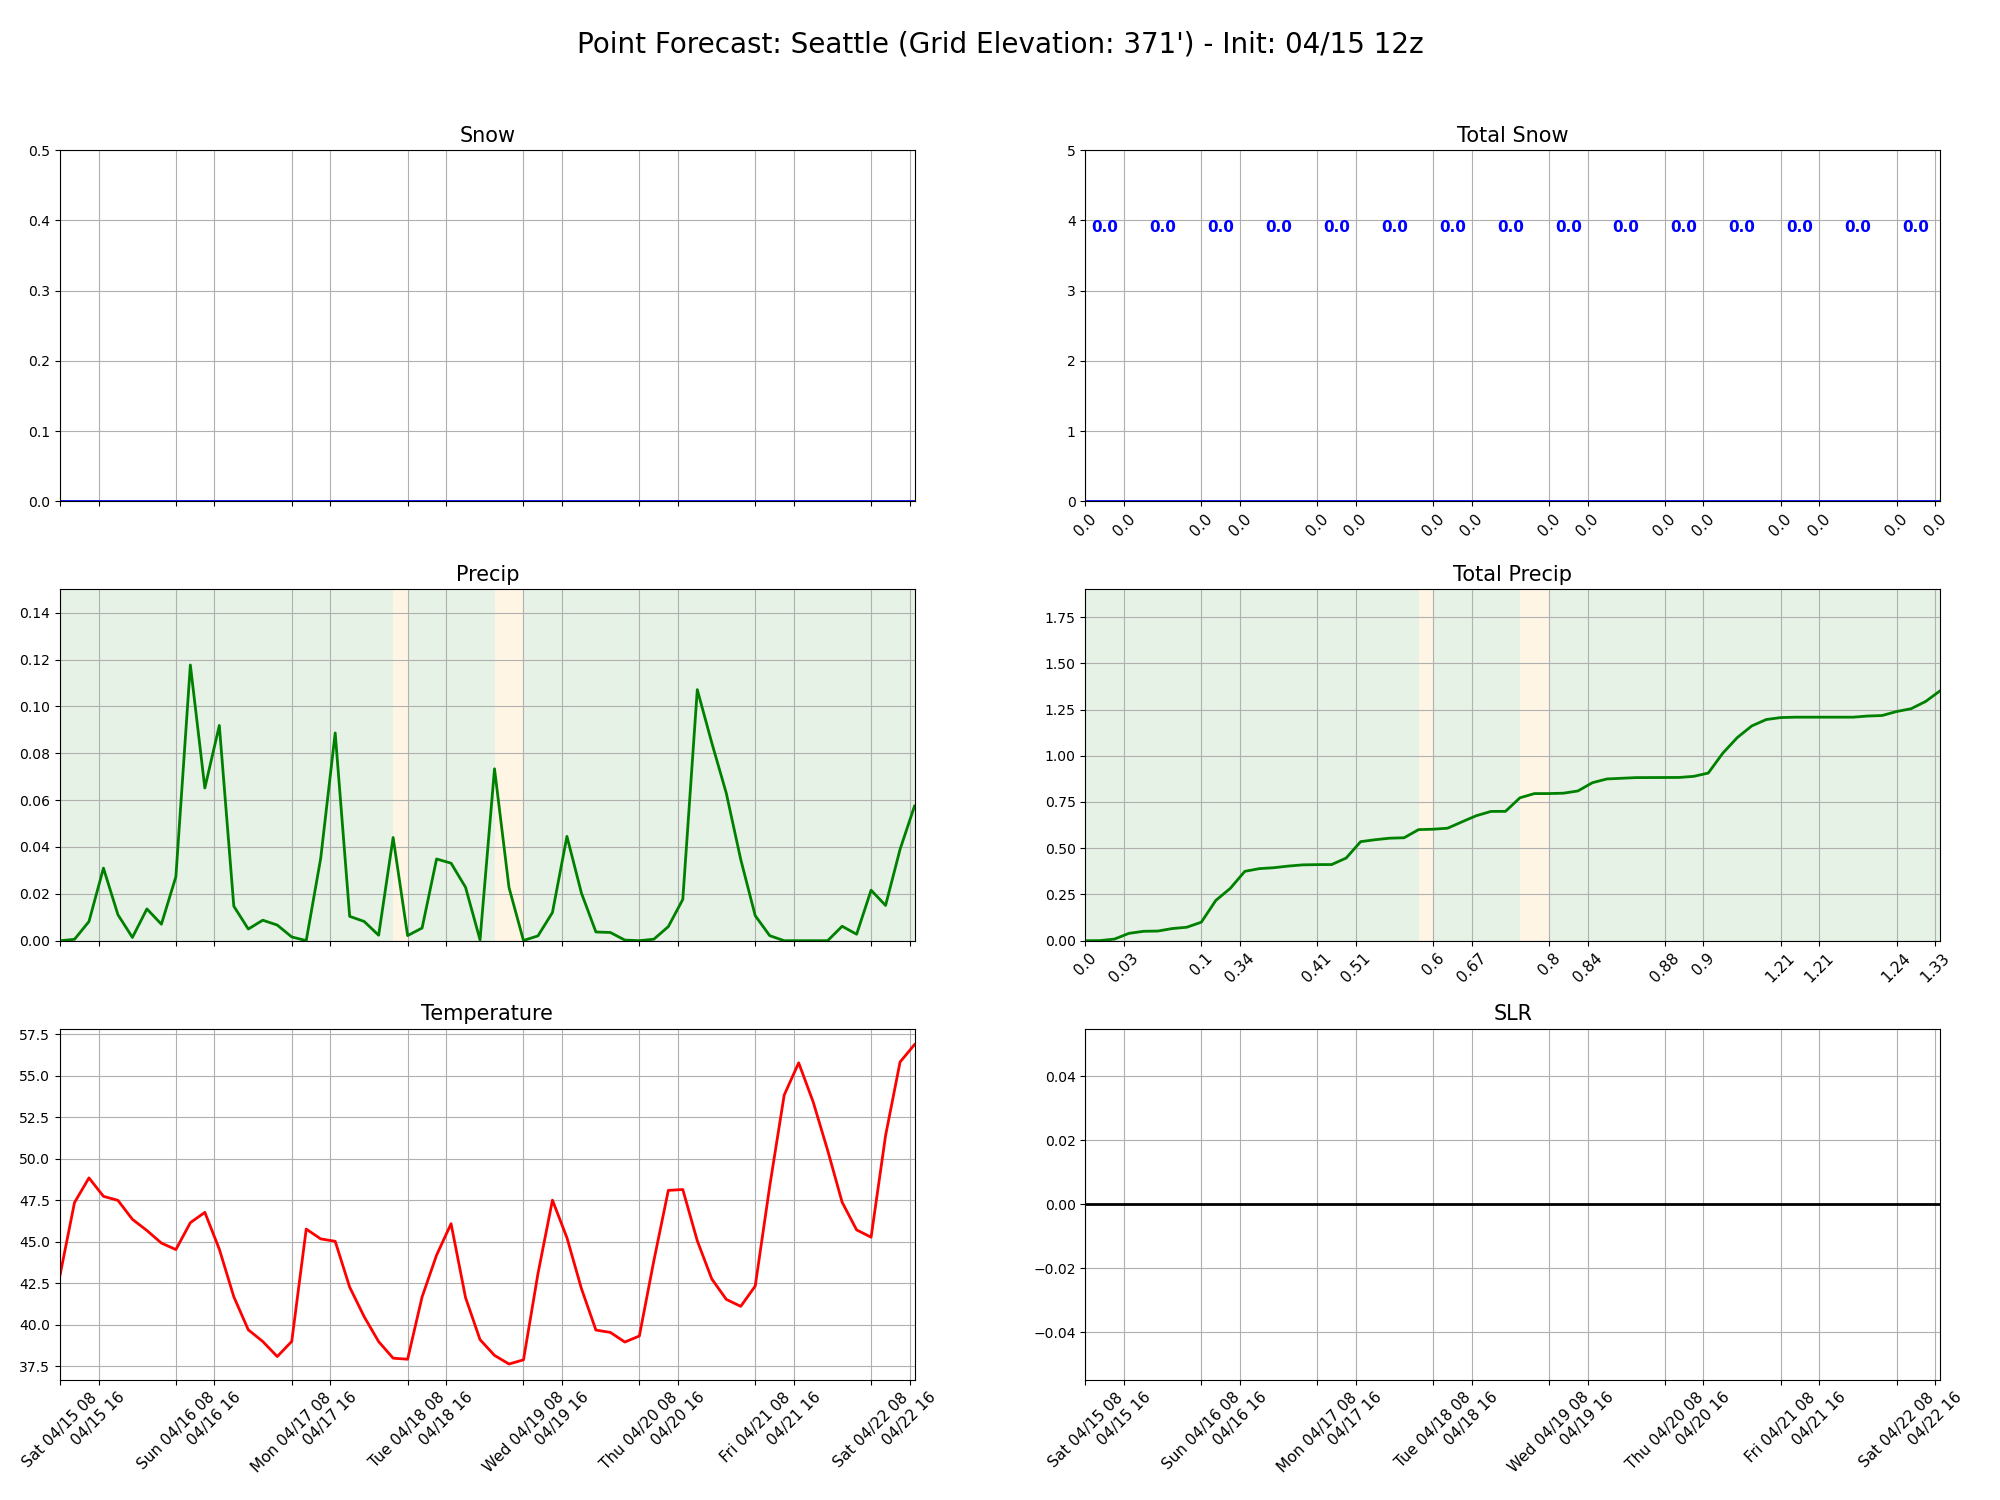 Point Forecast: Seattle (Grid Elevation: 371') - Init: 04/15 12z
Snow
0.5
0.4
0.3
0.2
0.1
0.0
Total Snow
5
4
3
2
1
0
0.0 0.0 0.0 0.0 0.0 0.0 0.0 0.0 0.0 0.0 0.0 0.0 0.0 0.0 0.0
0.0 0.0 0.0 0.0 0.0 0.0 0.0 0.0 0.0 0.0 0.0 0.0 0.0 0.0 0.0 0.0
Precip
0.14
0.12
0.10
0.08
0.06
0.04
0.02
0.00
Total Precip
1.75
1.50
1.25
1.00
0.75
0.50
0.25
0.00
0.0 0.03 0.1 0.34 0.41 0.51 0.6 0.67 0.8 0.84 0.88 0.9 1.21 1.21 1.24 1.33
Temperature
57.5
55.0
52.5
50.0
47.5
45.0
42.5
40.0
37.5
Sat 04/15 08
04/15 16
Sun 04/16 08
04/16 16
Mon 04/17 08
04/17 16
Tue 04/18 08
04/18 16
Wed 04/19 08
04/19 16
Thu 04/20 08
04/20 16
Fri 04/21 08
04/21 16
Sat 04/22 08
04/22 16
SLR
0.04
0.02
0.00
−0.02
−0.04
Sat 04/15 08
04/15 16
Sun 04/16 08
04/16 16
Mon 04/17 08
04/17 16
Tue 04/18 08
04/18 16
Wed 04/19 08
04/19 16
Thu 04/20 08
04/20 16
Fri 04/21 08
04/21 16
Sat 04/22 08
04/22 16